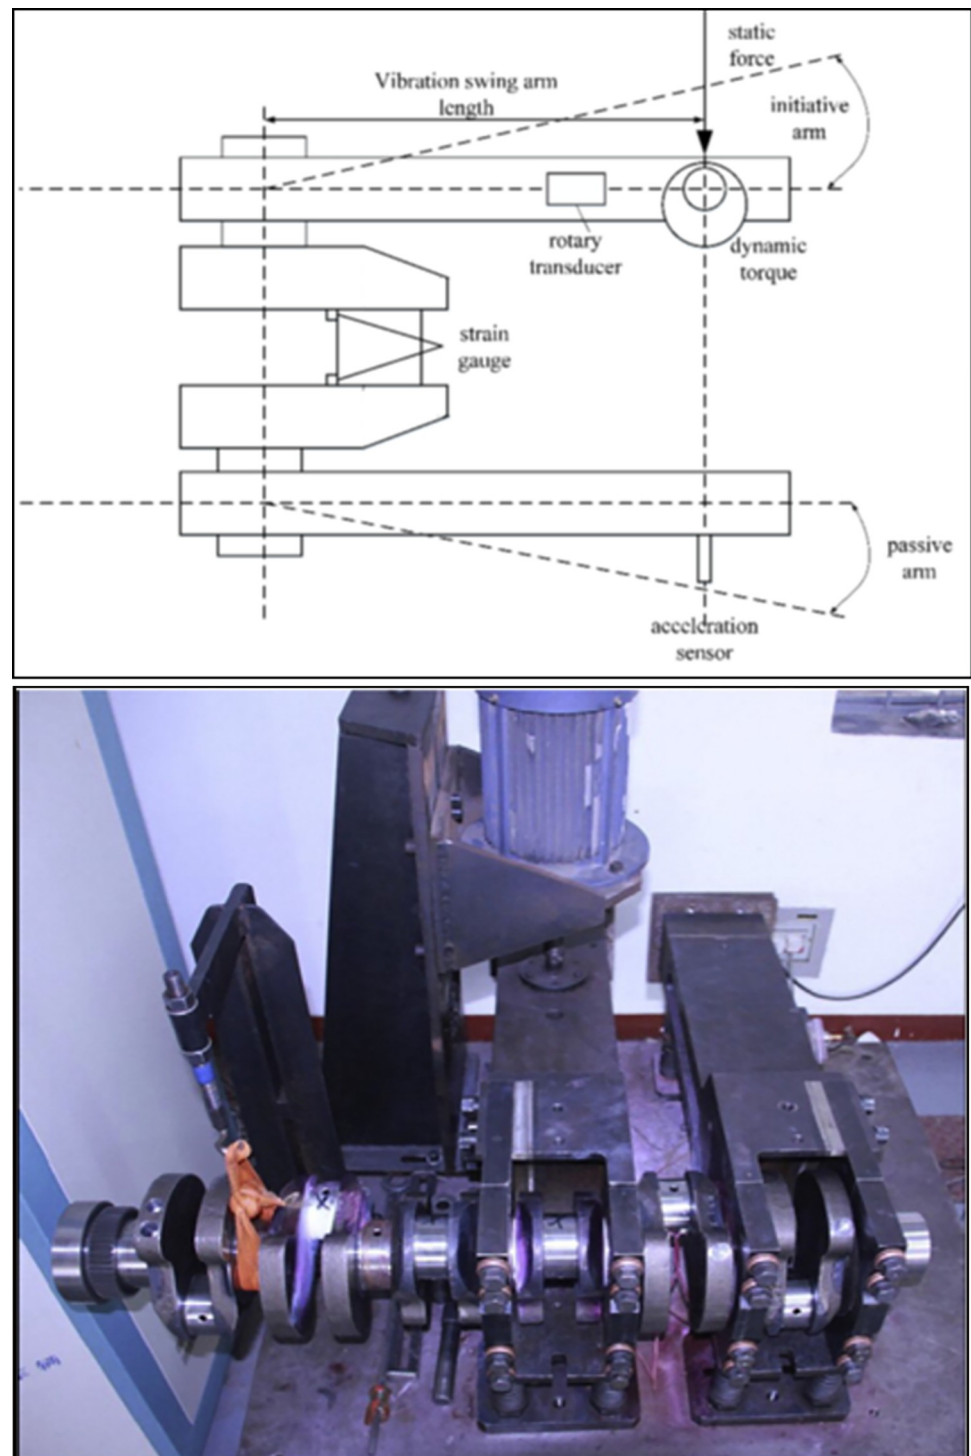 static
force
Vibration swing arm
length
initiative
arm
rotary
transducer
dynamic
torque
strain
gauge
passive
arm
acceleration
sensor